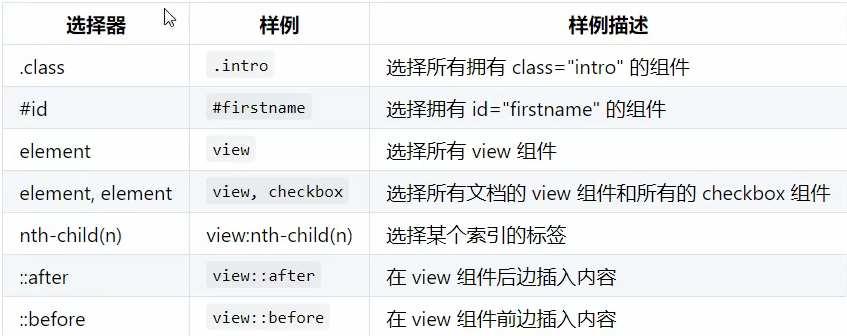 选择器 样例 样例描述
.class .intro 选择所有拥有 class="intro" 的组件
#id #firstname 选择拥有 id="firstname" 的组件
element view 选择所有 view 组件
element, element view, checkbox 选择所有文档的 view 组件和所有的 checkbox 组件
nth-child(n) view:nth-child(n) 选择某个索引的标签
::after view::after 在 view 组件后边插入内容
::before view::before 在 view 组件前边插入内容